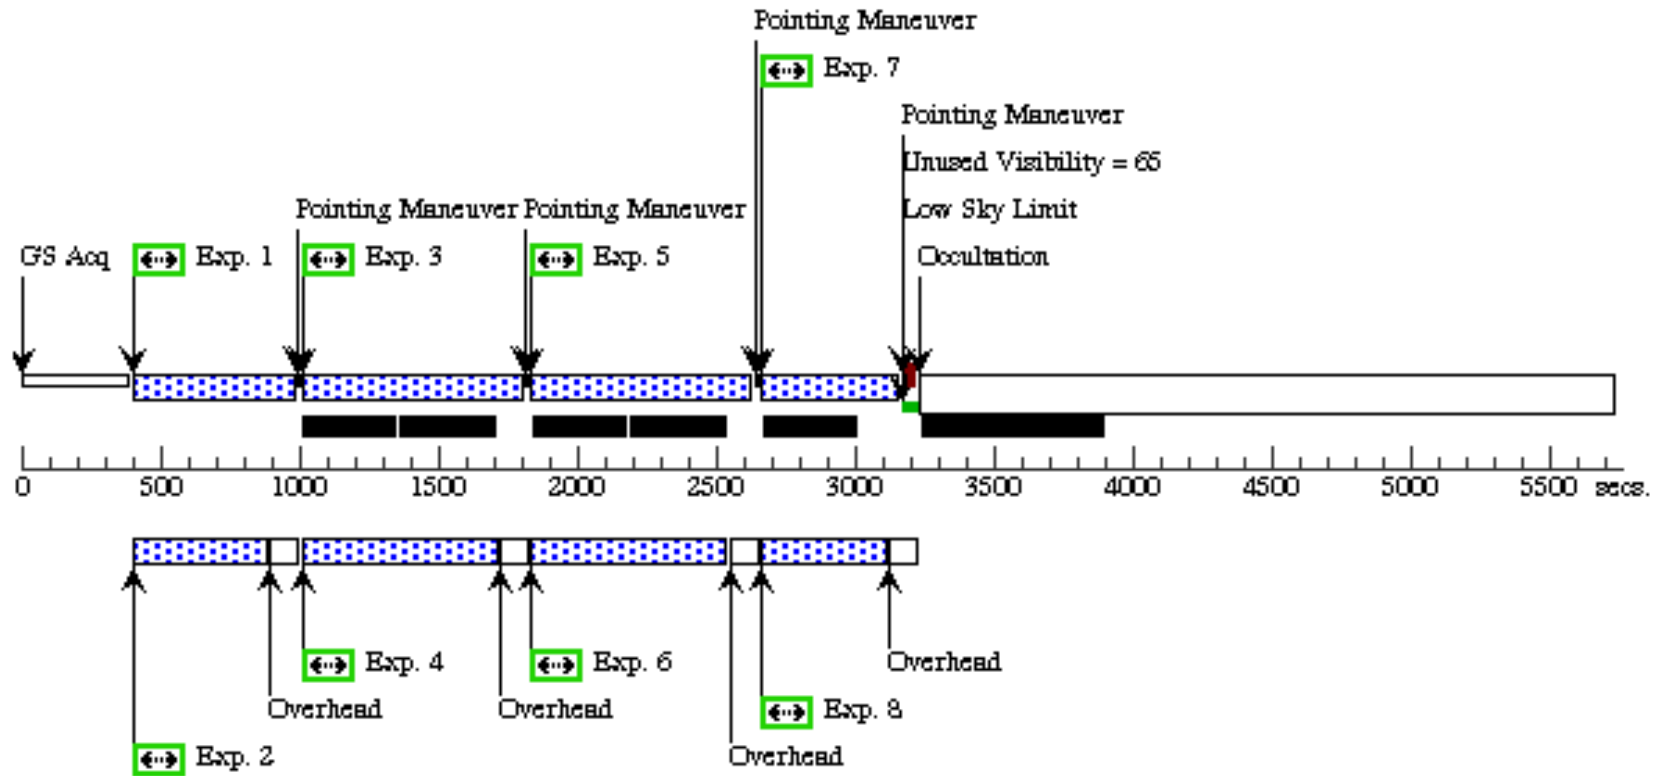 Pointing Maneuver
Exp. 7
Pointing Maneuver
Unused Visibility = 65
Pointing Maneuver Pointing Maneuver Low Sky Limit
GS Acq Exp. 1 Exp. 3 Exp. 5 Occultation
0 500 1000 1500 2000 2500 3000 3500 4000 4500 5000 5500 secs.
Exp. 4 Exp. 6 Overhead
Overhead Overhead Exp. 8
Exp. 2 Overhead